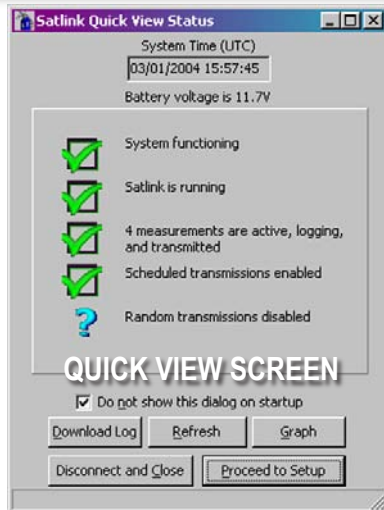 Satlink Quick View Status
System Time (UTC)
03/01/2004 15:57:45
Battery voltage is 11.7V
System functioning
Satlink is running
4 measurements are active, logging,
and transmitted
Scheduled transmissions enabled
Random transmissions disabled
QUICK VIEW SCREEN
Do not show this dialog on startup
Download Log Refresh Graph
Disconnect and Close Proceed to Setup